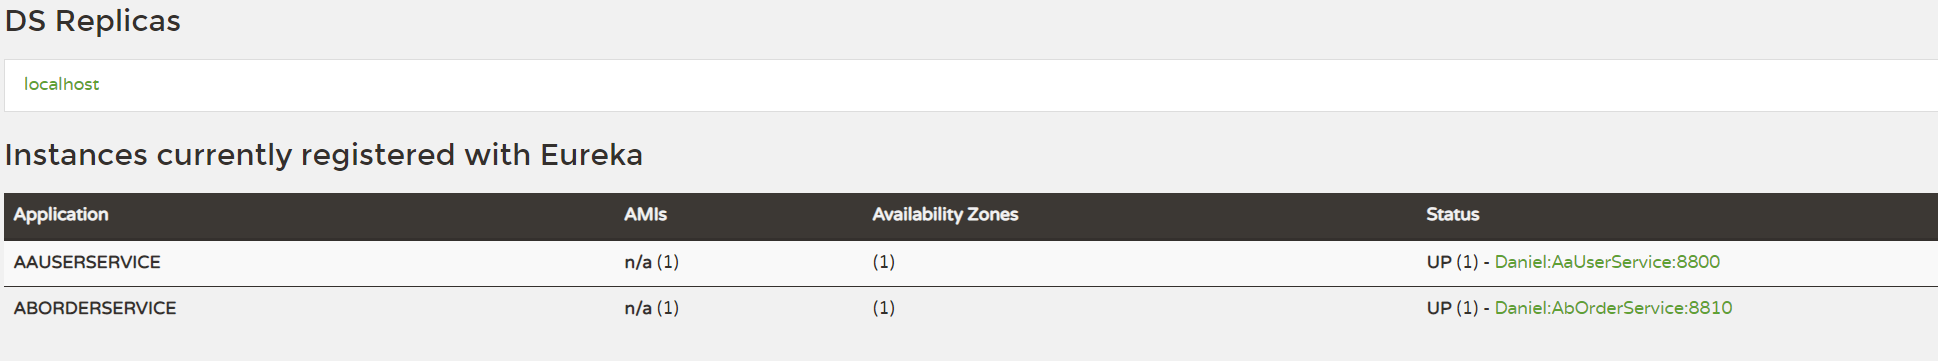 DS Replicas
localhost
Instances currently registered with Eureka
Application AMIs Availability Zones Status
AAUSERSERVICE n/a (1) (1) UP (1) - Daniel:AaUserService:8800
ABORDERSERVICE n/a (1) (1) UP (1) - Daniel:AbOrderService:8810